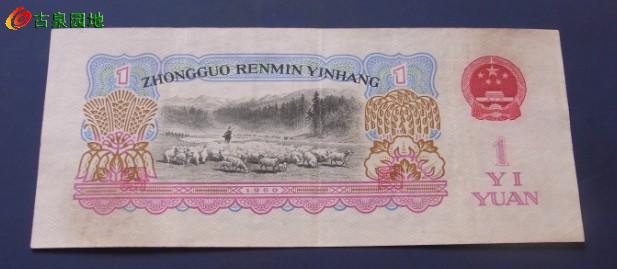 古泉园地
1
1
ZHONGGUO RENMIN YINHANG
1960
1
YI
YUAN